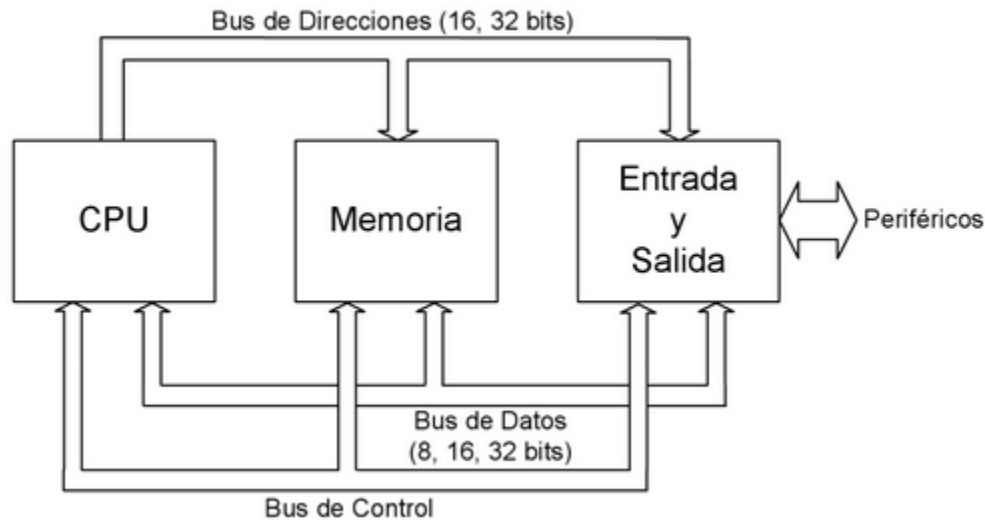 Bus de Direcciones (16, 32 bits)
CPU
Memoria
Entrada
y
Salida
Periféricos
Bus de Datos
(8, 16, 32 bits)
Bus de Control